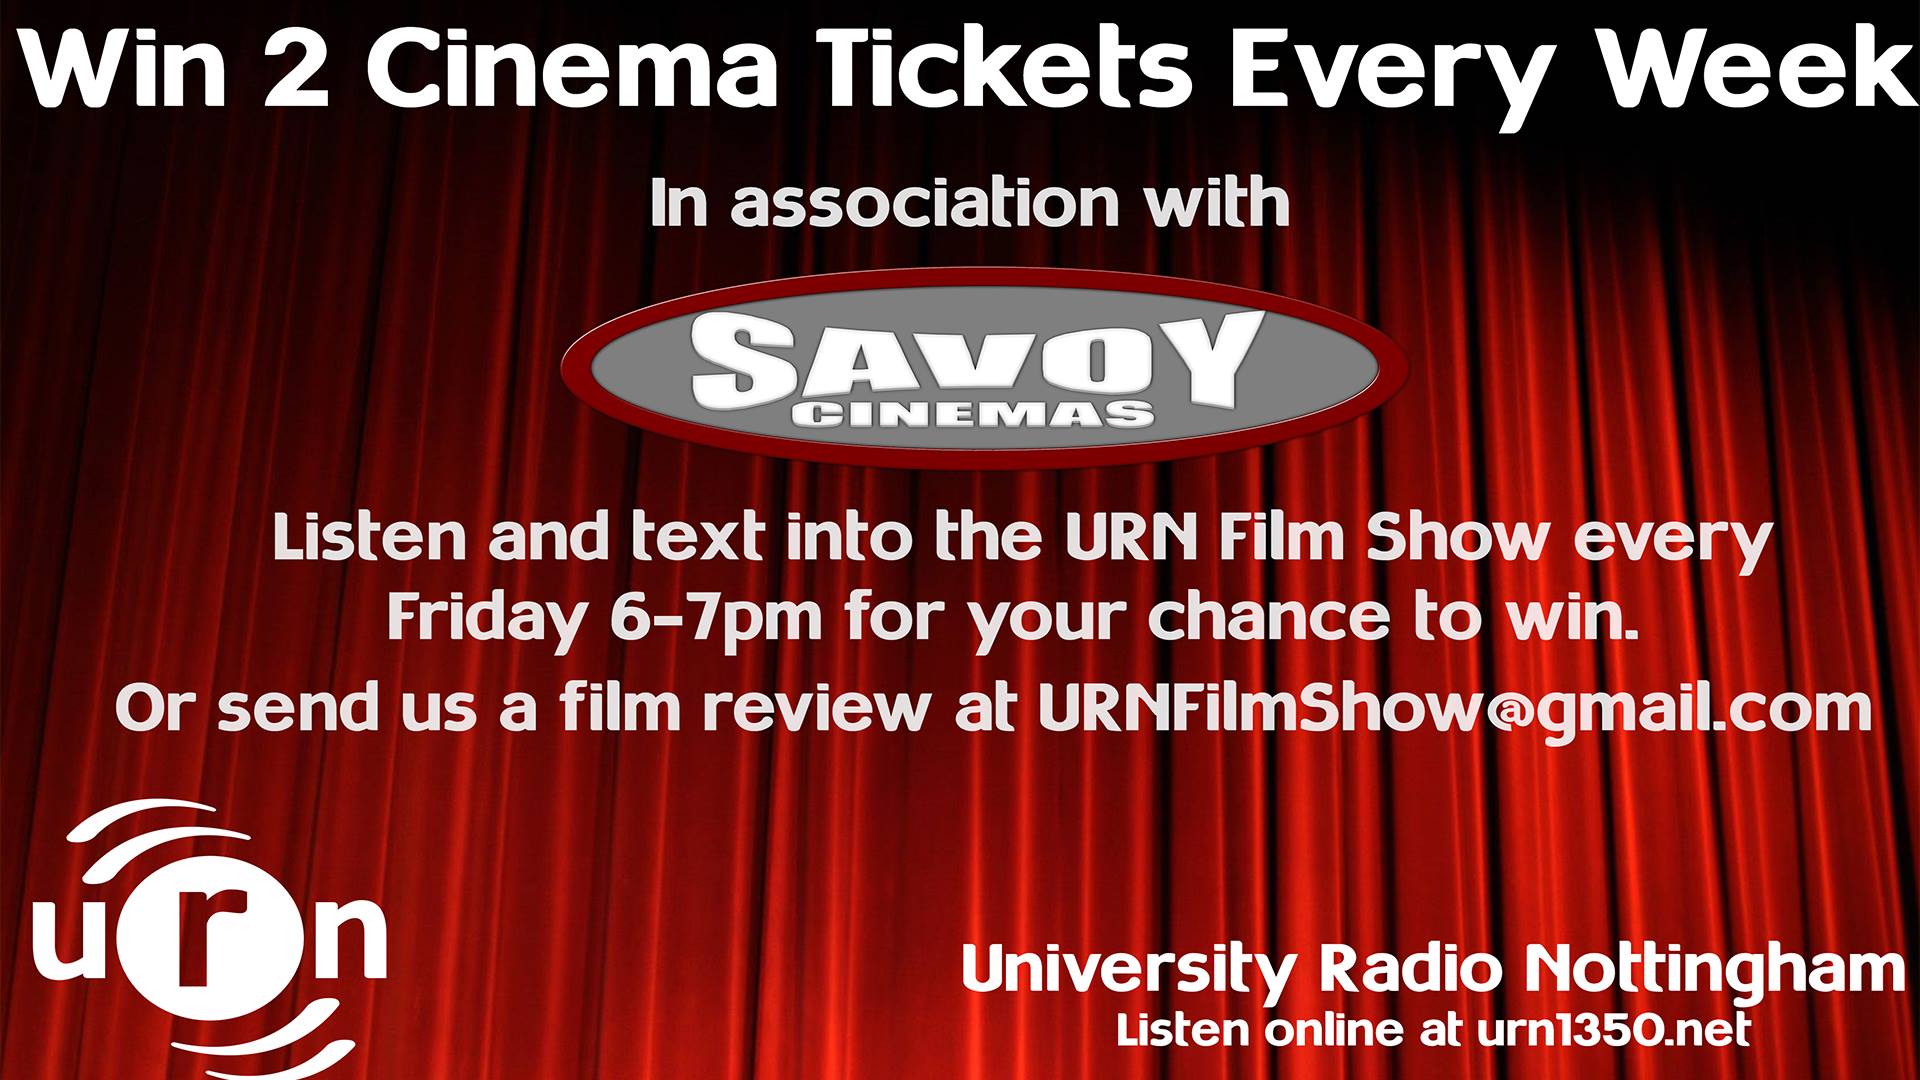 Win 2 Cinema Tickets Every Week
In association with
SAVOY
CINEMAS
Listen and text into the URN Film Show every
Friday 6-7pm for your chance to win.
Or send us a film review at URNFilmShow@gmail.com
urn
University Radio Nottingham
Listen online at urn1350.net